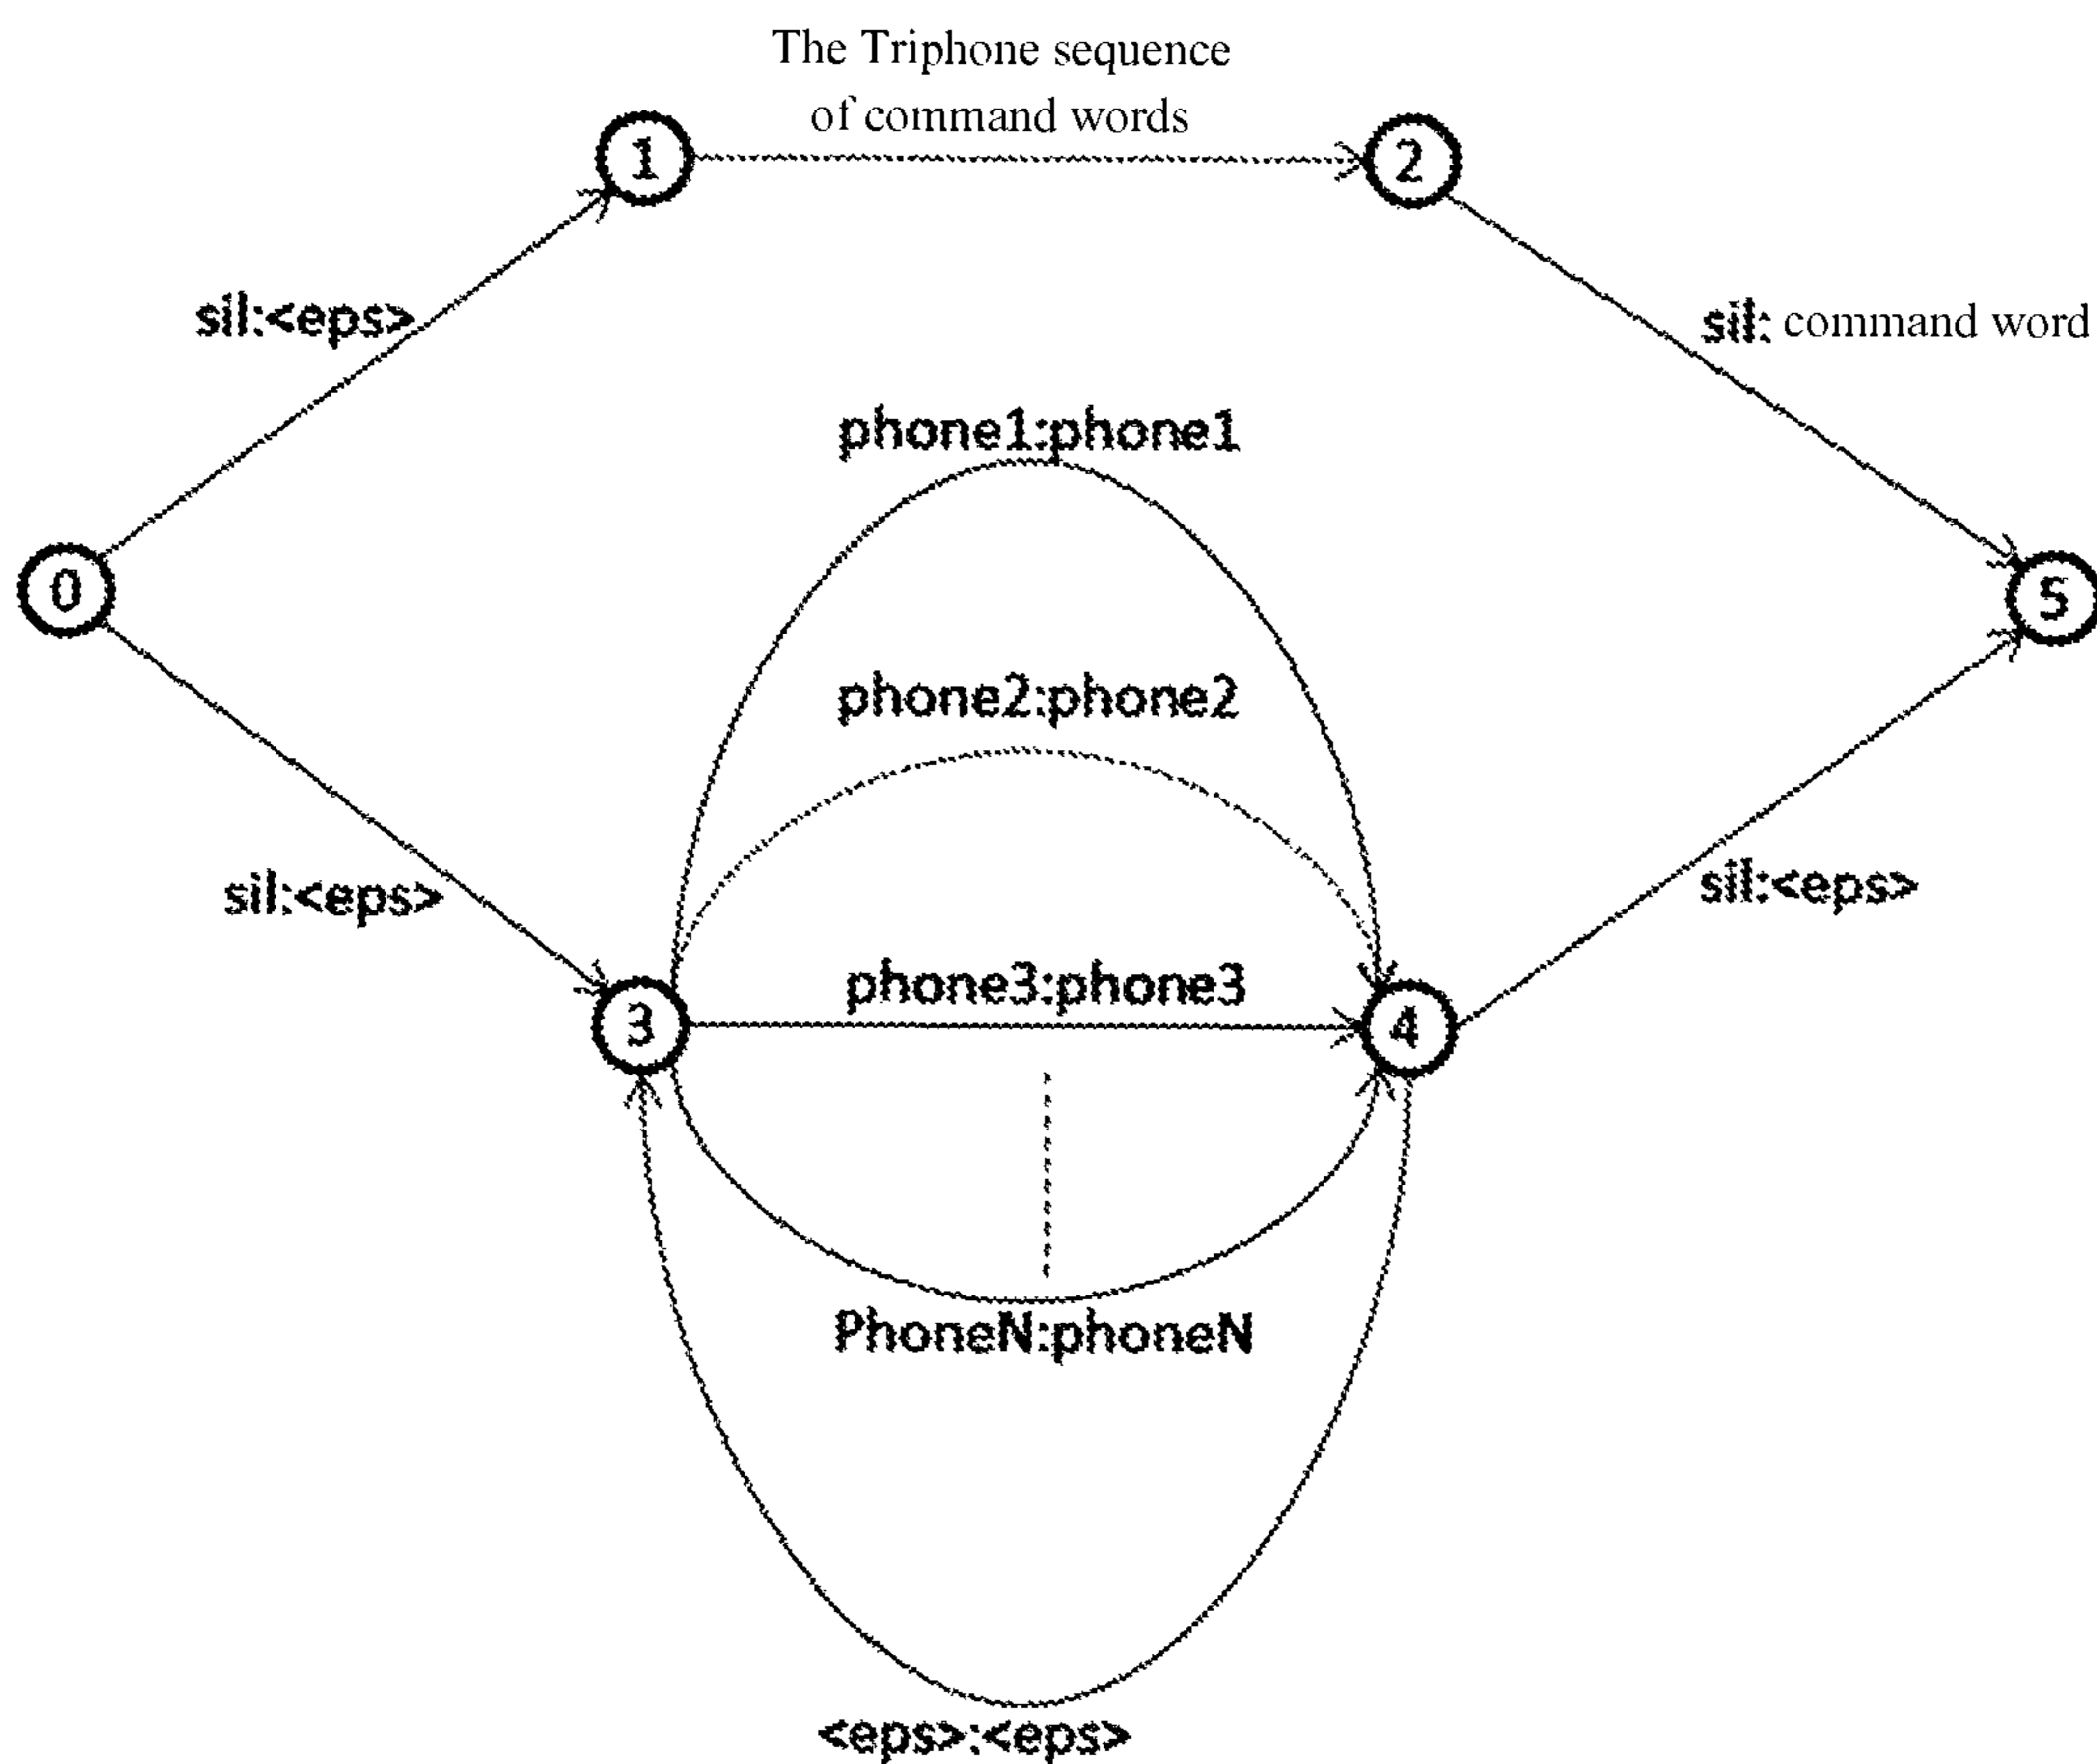 The Triphone sequence
of command words
1
2
sil:<eps>
sil: command word
phone1:phone1
0
5
phone2:phone2
sil:<eps>
sil:<eps>
phone3:phone3
3
4
PhoneN:phoneN
<eps>:<eps>